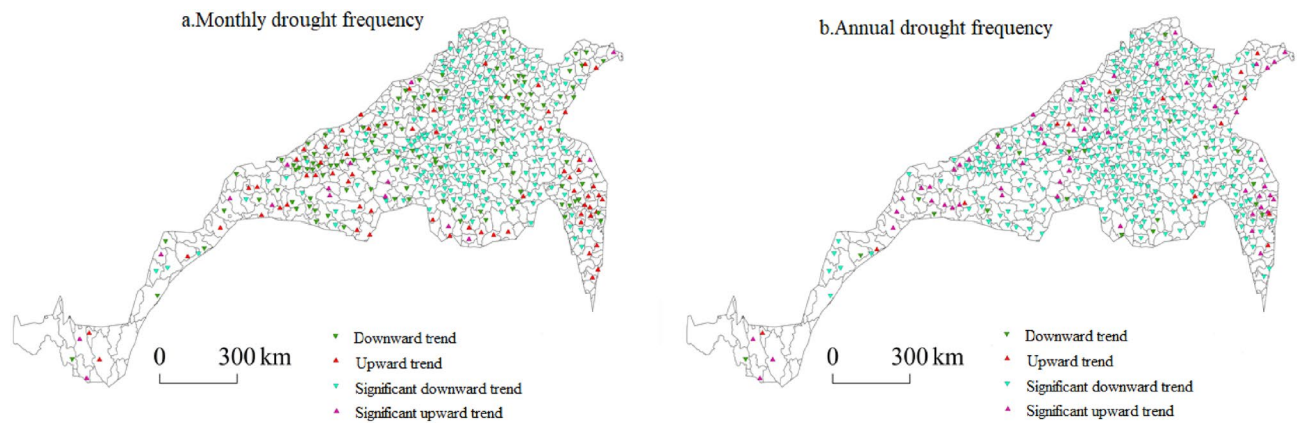 a.Monthly drought frequency
b.Annual drought frequency
0 300 km
Downward trend
Upward trend
Significant downward trend
Significant upward trend
0 300 km
Downward trend
Upward trend
Significant downward trend
Significant upward trend